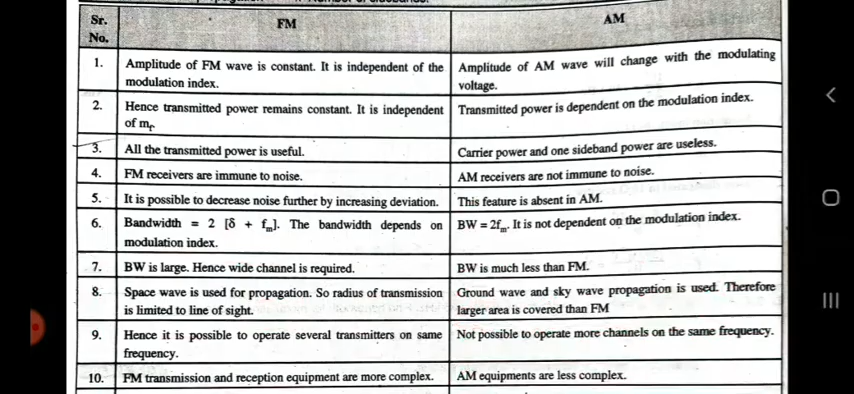 Sr. No.
FM
AM
1.
Amplitude of FM wave is constant. It is independent of the
modulation index.
Amplitude of AM wave will change with the modulating
voltage.
2.
Hence transmitted power remains constant. It is independent
of mf.
Transmitted power is dependent on the modulation index.
3.
All the transmitted power is useful.
Carrier power and one sideband power are useless.
4.
FM receivers are immune to noise.
AM receivers are not immune to noise.
5.
It is possible to decrease noise further by increasing deviation.
This feature is absent in AM.
6.
Bandwidth = 2 [δ + fm]. The bandwidth depends on
modulation index.
BW = 2fm. It is not dependent on the modulation index.
7.
BW is large. Hence wide channel is required.
BW is much less than FM.
8.
Space wave is used for propagation. So radius of transmission
is limited to line of sight.
Ground wave and sky wave propagation is used. Therefore
larger area is covered than FM
9.
Hence it is possible to operate several transmitters on same
frequency.
Not possible to operate more channels on the same frequency.
10.
FM transmission and reception equipment are more complex.
AM equipments are less complex.